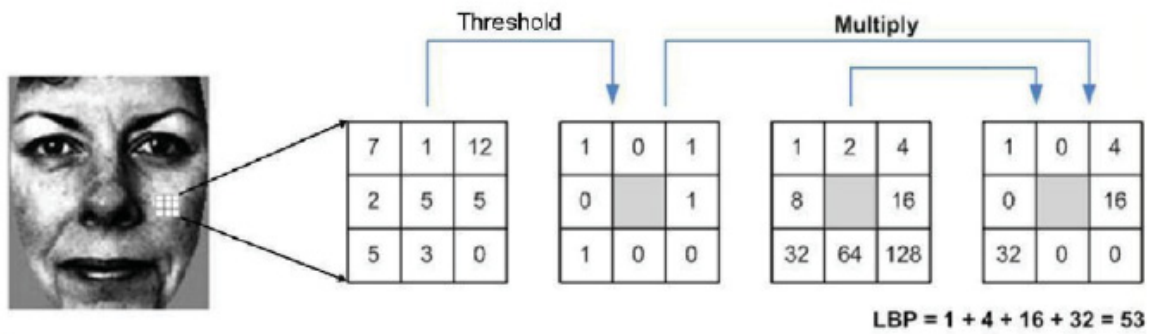 Threshold Multiply
7 1 12 1 0 1 1 2 4 1 0 4
2 5 5 0 1 8 16 0 16
5 3 0 1 0 0 32 64 128 32 0 0
LBP = 1 + 4 + 16 + 32 = 53